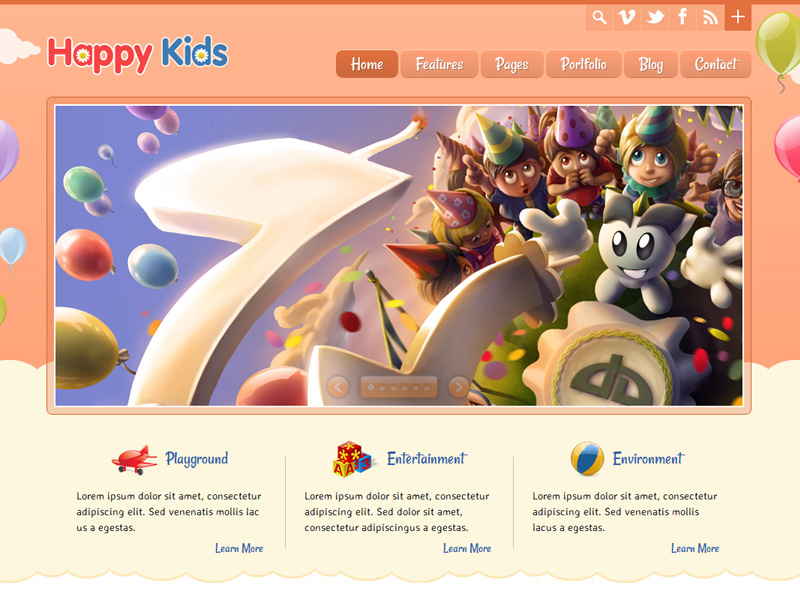 Happy Kids
Home Features Pages Portfolio Blog Contact
7
Playground
Lorem ipsum dolor sit amet, consectetur
adipiscing elit. Sed venenatis mollis lac
us a egestas.
Learn More
Entertainment
Lorem ipsum dolor sit amet, consectetur
adipiscing elit. Sed dolor sit amet,
consectetur adipiscingus a egestas.
Learn More
Environment
Lorem ipsum dolor sit amet, consectetur
adipiscing elit. Sed venenatis mollis
lacus a egestas.
Learn More